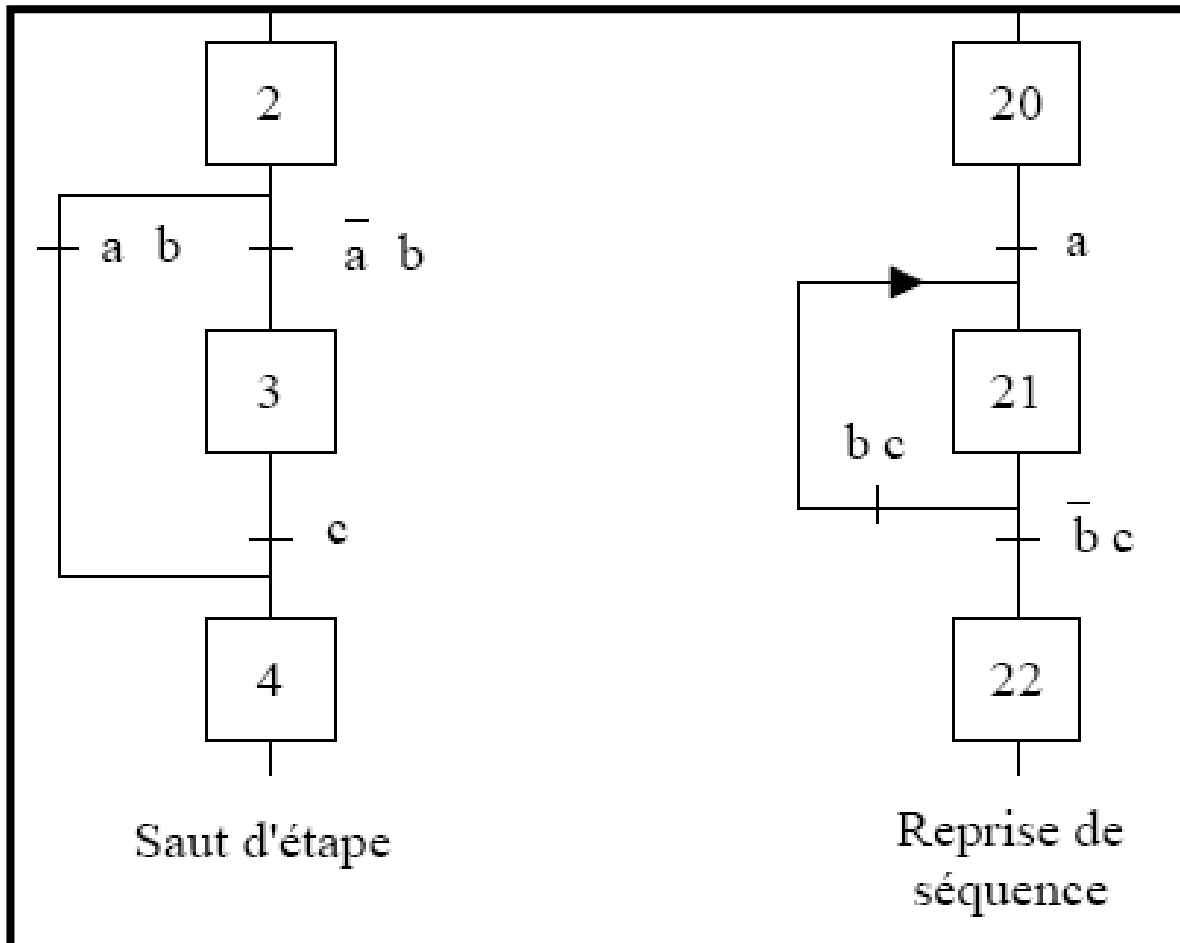 2
a b
a̅ b
3
c
4
Saut d'étape
20
a
21
b c
b̅ c
22
Reprise de
séquence